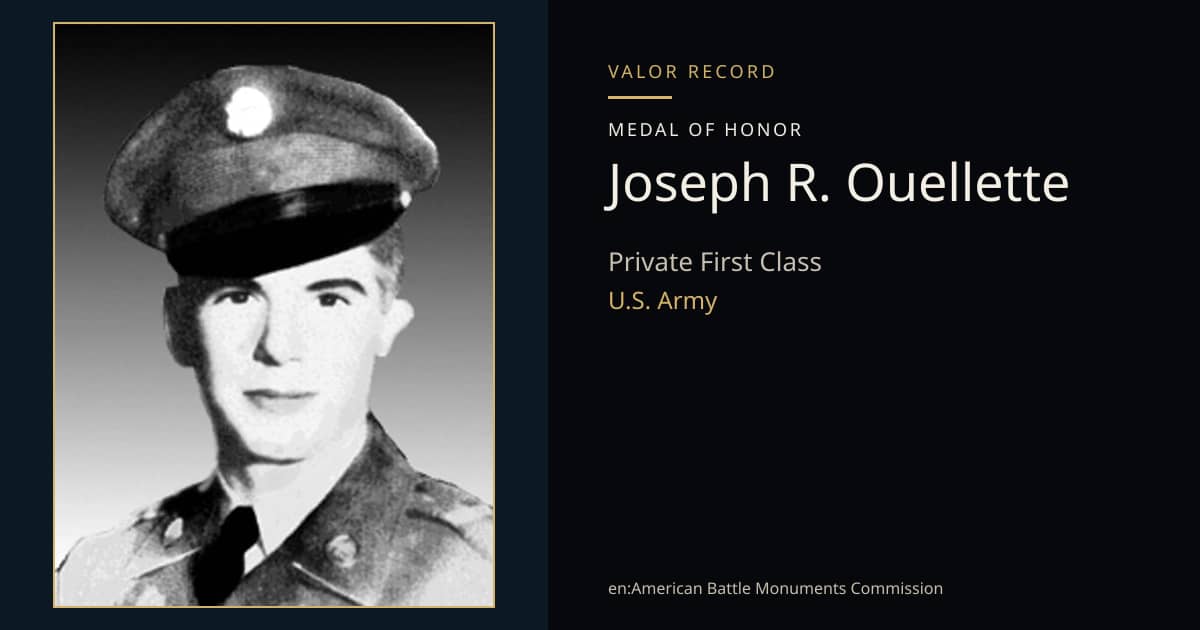 VALOR RECORD
MEDAL OF HONOR
Joseph R. Ouellette
Private First Class
U.S. Army
en:American Battle Monuments Commission